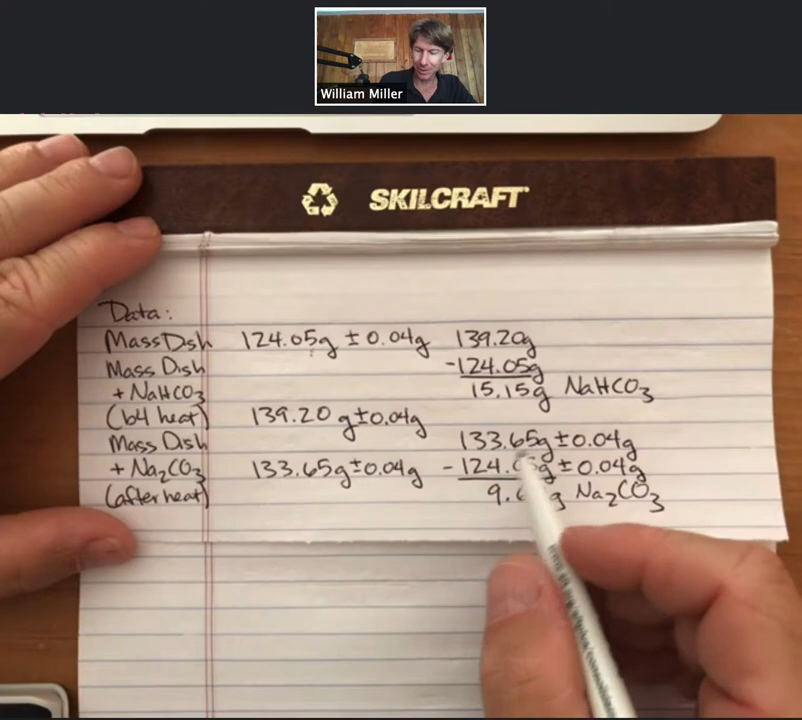 William Miller
SKILCRAFT
Data:
Mass Dish 124.05g ± 0.04g 139.20g
Mass Dish -124.05g
+ NaHCO3 15.15g NaHCO3
(b4 heat) 139.20 g±0.04g
Mass Dish 133.65g±0.04g
+ Na2CO3 133.65g±0.04g - ± 0.04g
(after heat) Na2CO3